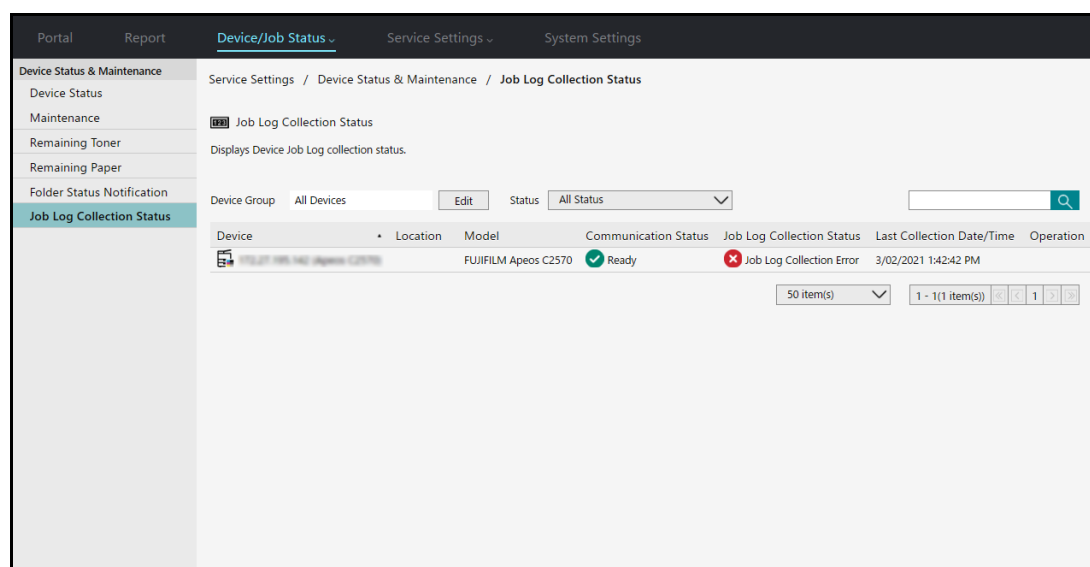 Portal Report Device/Job Status Service Settings System Settings
Device Status & Maintenance
Device Status
Maintenance
Remaining Toner
Remaining Paper
Folder Status Notification
Job Log Collection Status
Service Settings / Device Status & Maintenance / Job Log Collection Status
123 Job Log Collection Status
Displays Device Job Log collection status.
Device Group All Devices Edit Status All Status
Device Location Model Communication Status Job Log Collection Status Last Collection Date/Time Operation
FUJIFILM Apeos C2570 Ready Job Log Collection Error 3/02/2021 1:42:42 PM
50 item(s) 1 - 1(1 item(s)) 1